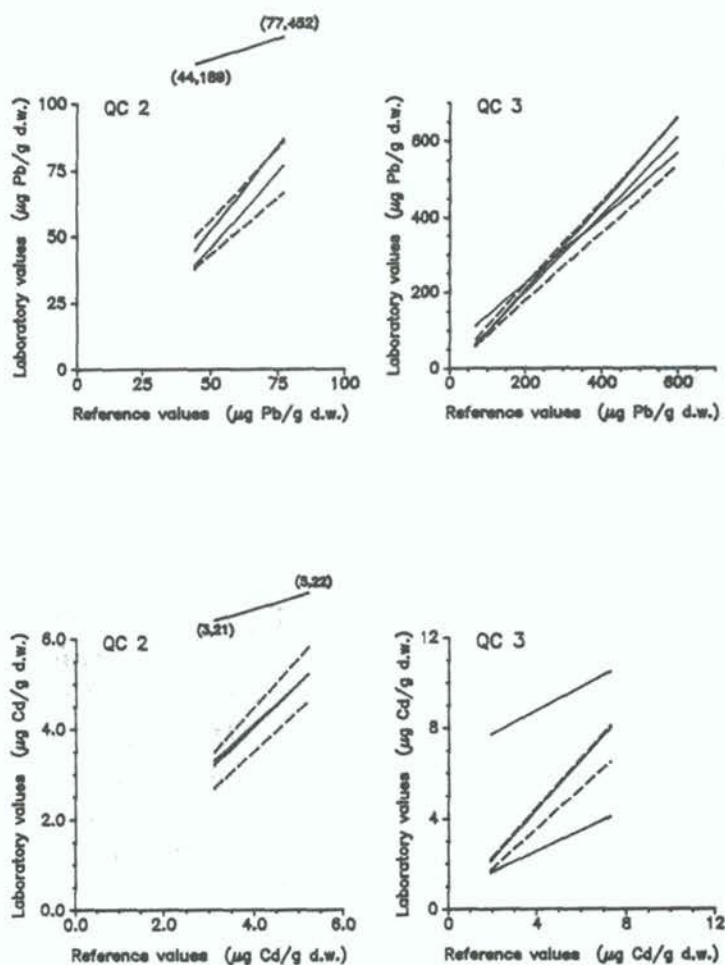 (77,452)
(44,189)
QC 2
100
75
50
25
0
Laboratory values (µg Pb/g d.w.)
0 25 50 75 100
Reference values (µg Pb/g d.w.)
QC 3
600
400
200
0
Laboratory values (µg Pb/g d.w.)
0 200 400 600
Reference values (µg Pb/g d.w.)
(5,22)
(3,21)
QC 2
6.0
4.0
2.0
0.0
Laboratory values (µg Cd/g d.w.)
0.0 2.0 4.0 6.0
Reference values (µg Cd/g d.w.)
QC 3
12
8
4
0
Laboratory values (µg Cd/g d.w.)
0 4 8 12
Reference values (µg Cd/g d.w.)